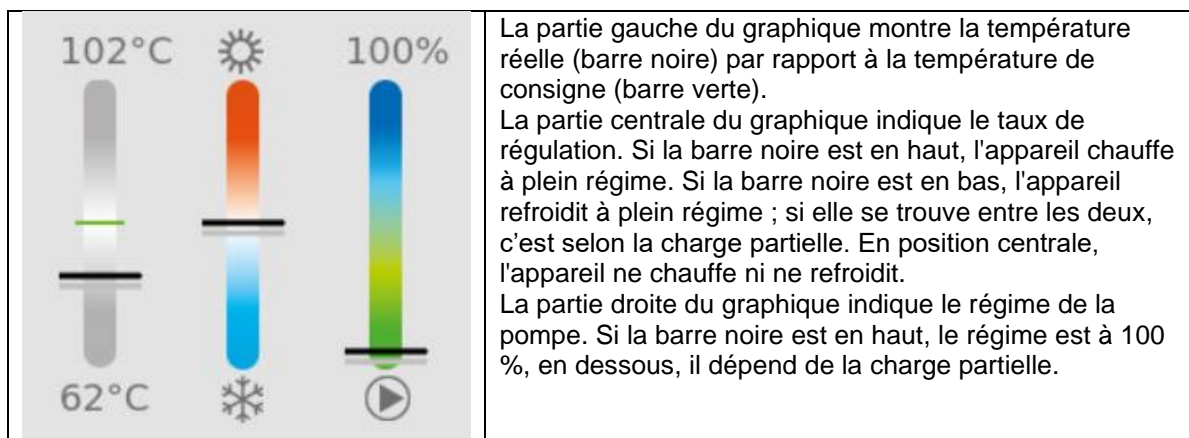 102°C 100%
62°C
La partie gauche du graphique montre la température
réelle (barre noire) par rapport à la température de
consigne (barre verte).
La partie centrale du graphique indique le taux de
régulation. Si la barre noire est en haut, l'appareil chauffe
à plein régime. Si la barre noire est en bas, l'appareil
refroidit à plein régime ; si elle se trouve entre les deux,
c’est selon la charge partielle. En position centrale,
l'appareil ne chauffe ni ne refroidit.
La partie droite du graphique indique le régime de la
pompe. Si la barre noire est en haut, le régime est à 100
%, en dessous, il dépend de la charge partielle.